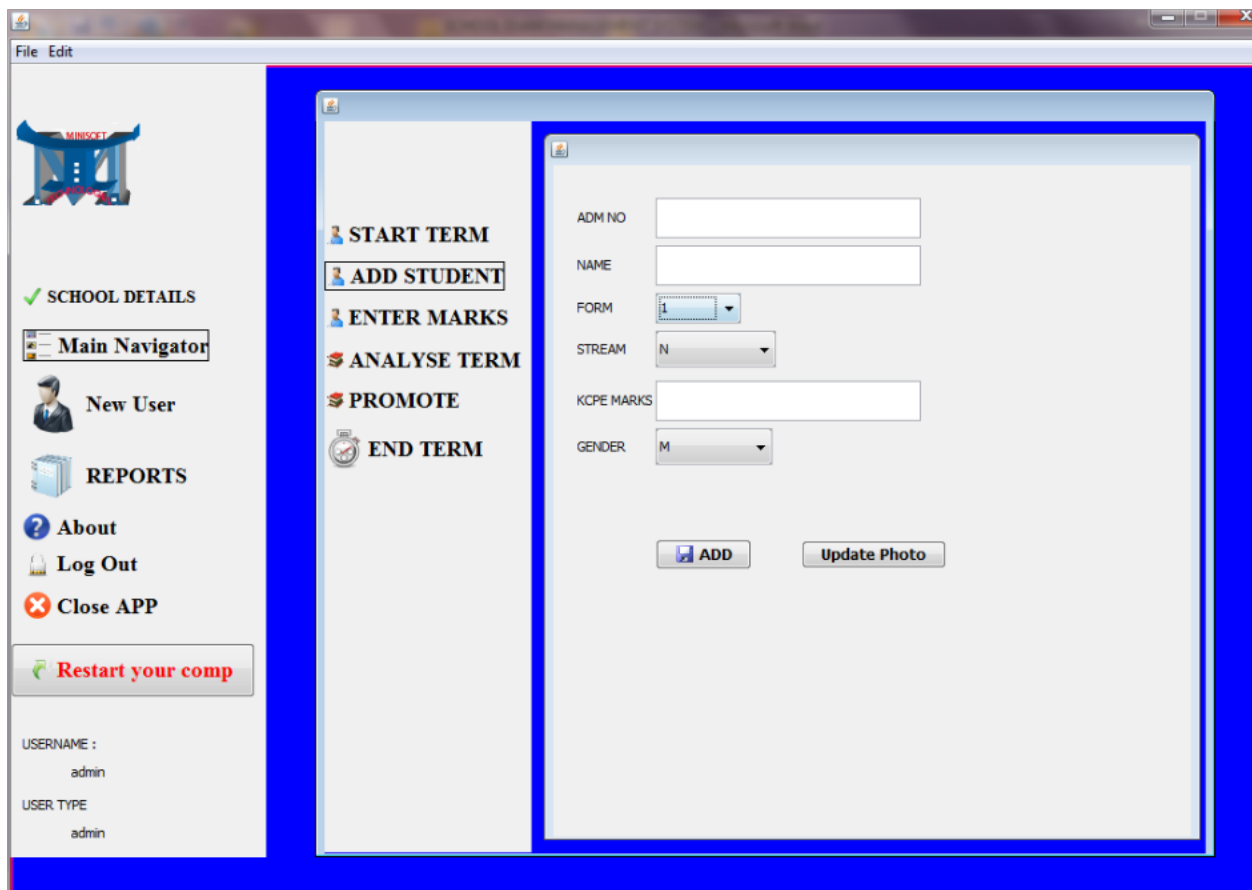 File Edit
MINISOFT
SCHOOL DETAILS
Main Navigator
New User
REPORTS
About
Log Out
Close APP
Restart your comp
USERNAME :
admin
USER TYPE
admin
START TERM
ADD STUDENT
ENTER MARKS
ANALYSE TERM
PROMOTE
END TERM
ADM NO
NAME
FORM 1
STREAM N
KCPE MARKS
GENDER M
ADD Update Photo